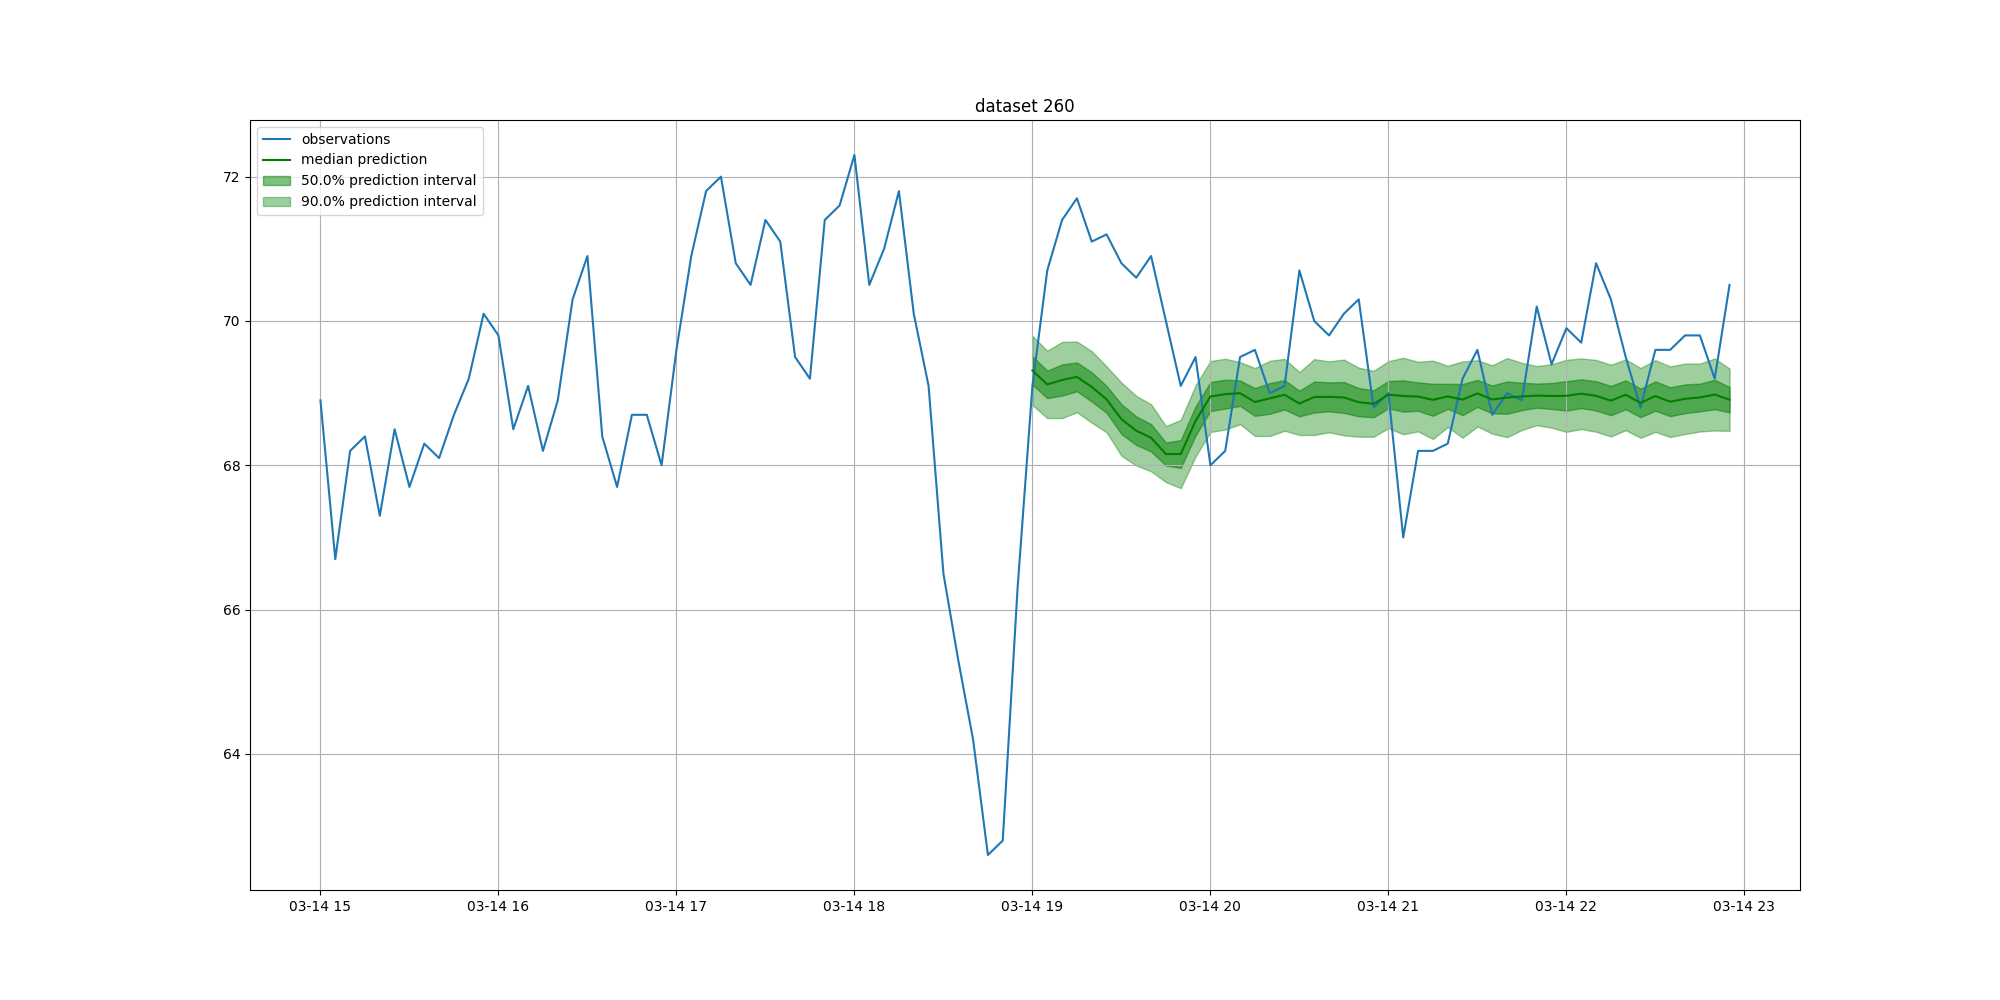 dataset 260
observations
median prediction
50.0% prediction interval
90.0% prediction interval
72
70
68
66
64
03-14 15
03-14 16
03-14 17
03-14 18
03-14 19
03-14 20
03-14 21
03-14 22
03-14 23